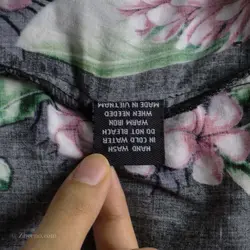 HAND WASH
IN COLD WATER
DO NOT BLEACH
WARM IRON
WHEN NEEDED
MADE IN VIETNAM